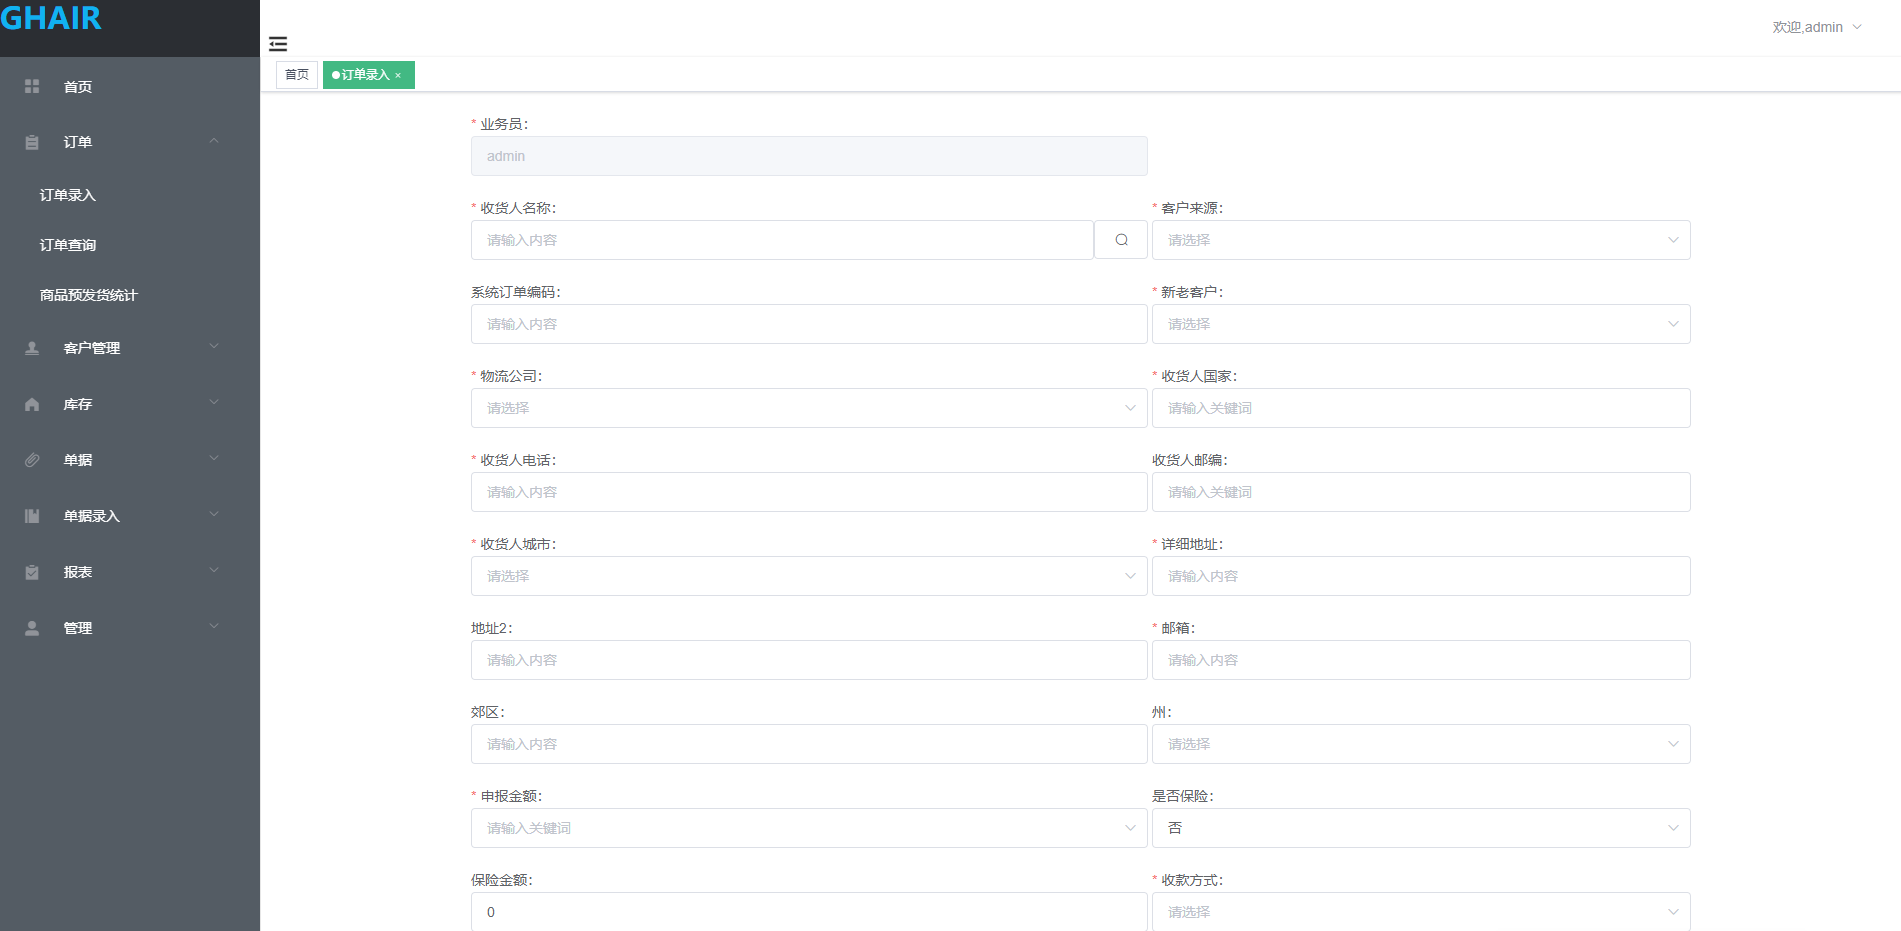 GHAIR
欢迎,admin
首页
订单
订单录入
订单查询
商品预发货统计
客户管理
库存
单据
单据录入
报表
管理
首页
订单录入 ×
* 业务员:
admin
* 收货人名称:
请输入内容
* 客户来源:
请选择
系统订单编码:
请输入内容
* 新老客户:
请选择
* 物流公司:
请选择
* 收货人国家:
请输入关键词
* 收货人电话:
请输入内容
收货人邮编:
请输入关键词
* 收货人城市:
请选择
* 详细地址:
请输入内容
地址2:
请输入内容
* 邮箱:
请输入内容
郊区:
请输入内容
州:
请选择
* 申报金额:
请输入关键词
是否保险:
否
保险金额:
0
* 收款方式:
请选择